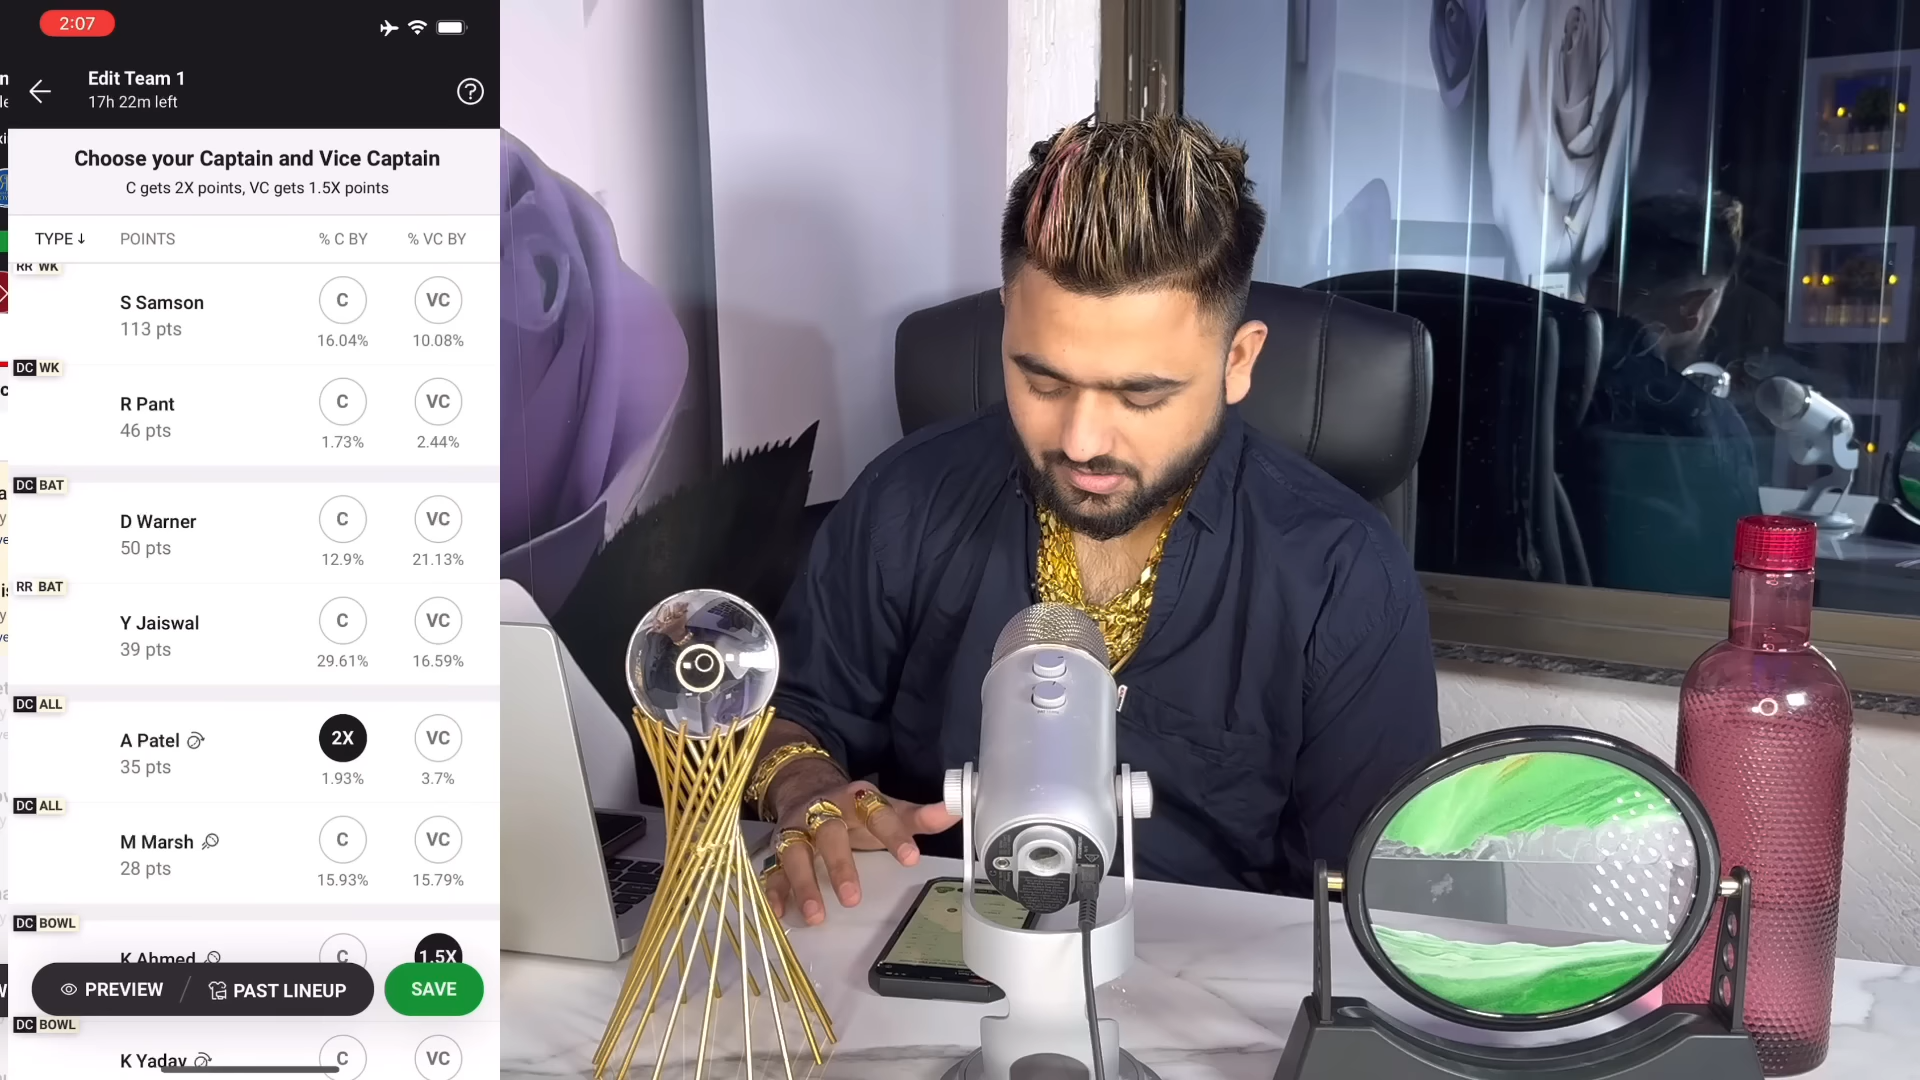 2:07
Edit Team 1
17h 22m left
Choose your Captain and Vice Captain
C gets 2X points, VC gets 1.5X points
TYPE↓ POINTS % C BY % VC BY
RR WK
S Samson C VC
113 pts 16.04% 10.08%
DC WK
R Pant C VC
46 pts 1.73% 2.44%
DC BAT
D Warner C VC
50 pts 12.9% 21.13%
RR BAT
Y Jaiswal C VC
39 pts 29.61% 16.59%
DC ALL
A Patel 2X VC
35 pts 1.93% 3.7%
DC ALL
M Marsh C VC
28 pts 15.93% 15.79%
DC BOWL
K Ahmed C 1.5X
PREVIEW / PAST LINEUP SAVE
DC BOWL
K Yadav C VC